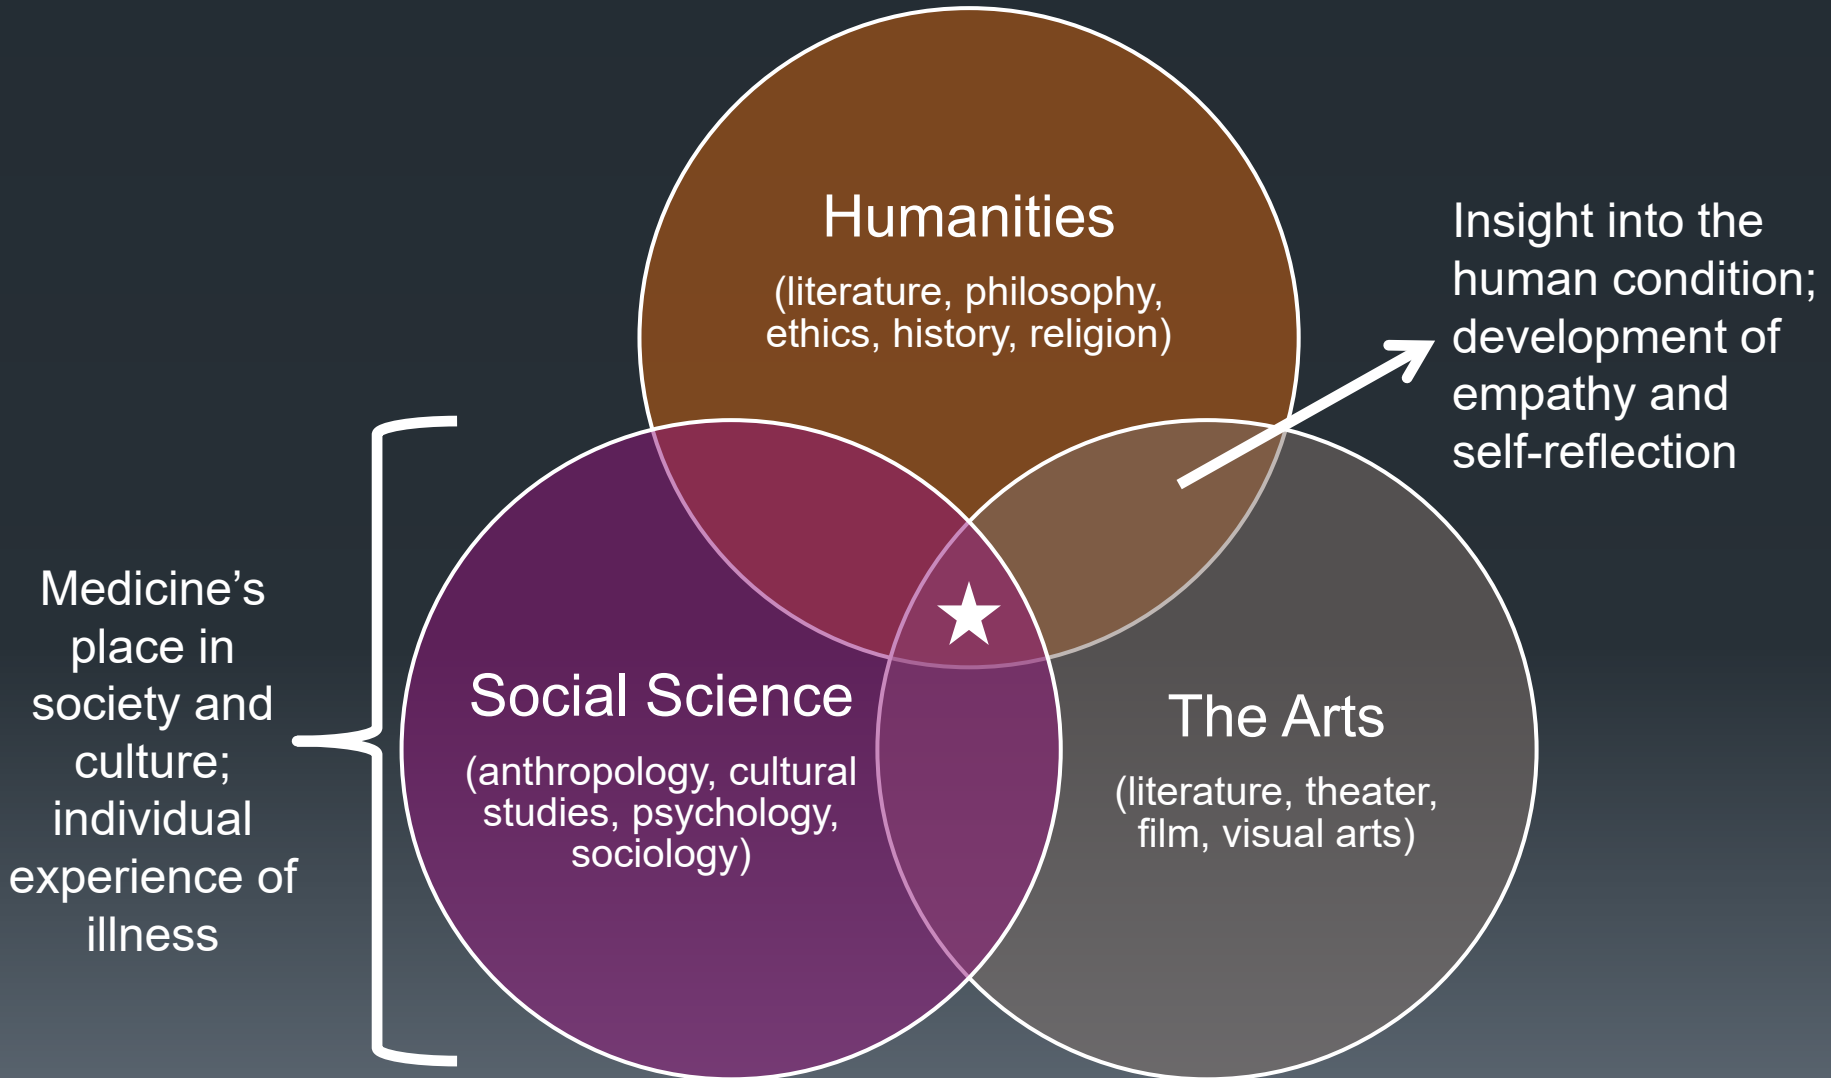 Humanities
(literature, philosophy,
ethics, history, religion)
Insight into the
human condition;
development of
empathy and
self-reflection
Medicine’s
place in
society and
culture;
individual
experience of
illness
Social Science
(anthropology, cultural
studies, psychology,
sociology)
The Arts
(literature, theater,
film, visual arts)